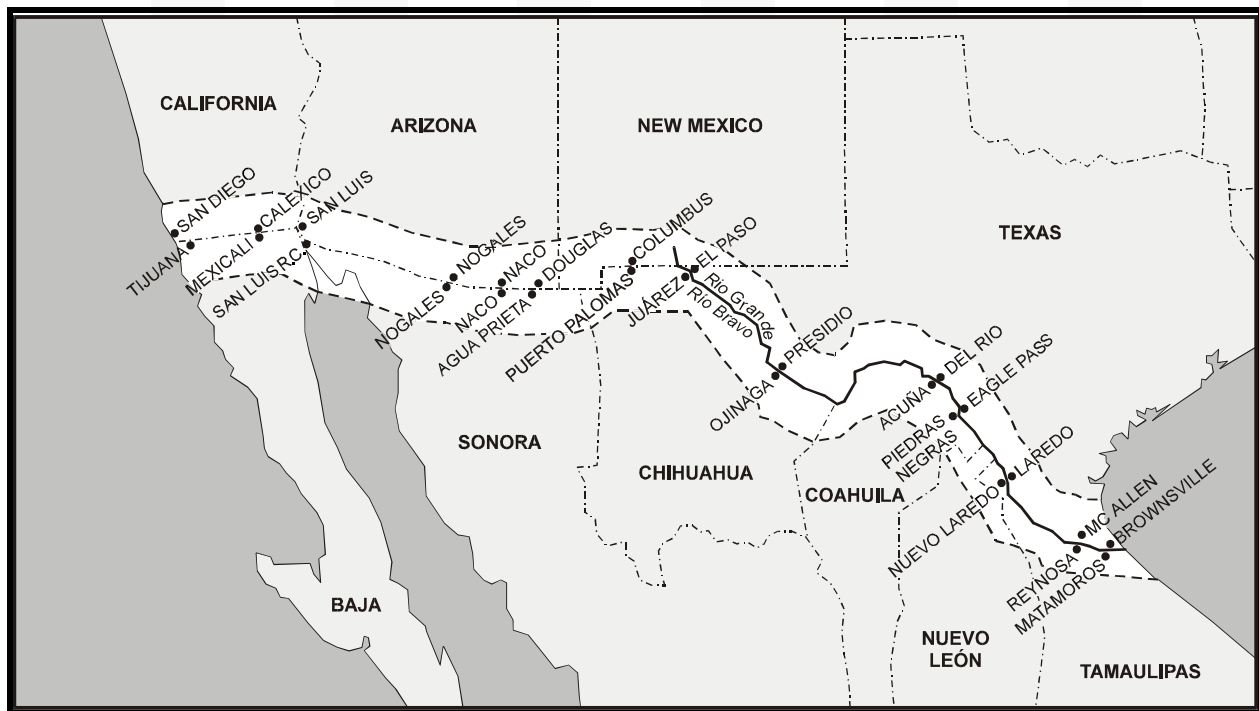 CALIFORNIA
ARIZONA
NEW MEXICO
TEXAS
SAN DIEGO
CALEXICO
SAN LUIS
TIJUANA
MEXICALI
SAN LUIS R.C.
NOGALES
NOGALES
NACO
NACO
DOUGLAS
AGUA PRIETA
COLUMBUS
PUERTO PALOMAS
EL PASO
JUÁREZ
Rio Grande
Rio Bravo
PRESIDIO
OJINAGA
DEL RIO
ACUÑA
EAGLE PASS
PIEDRAS
NEGRAS
LAREDO
NUEVO LAREDO
MC ALLEN
REYNOSA
BROWNSVILLE
MATAMOROS
SONORA
CHIHUAHUA
COAHUILA
BAJA
NUEVO
LEÓN
TAMAULIPAS